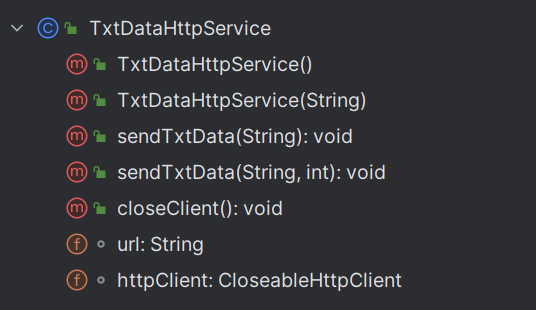 C TxtDataHttpService
m TxtDataHttpService()
m TxtDataHttpService(String)
m sendTxtData(String): void
m sendTxtData(String, int): void
m closeClient(): void
f url: String
f httpClient: CloseableHttpClient